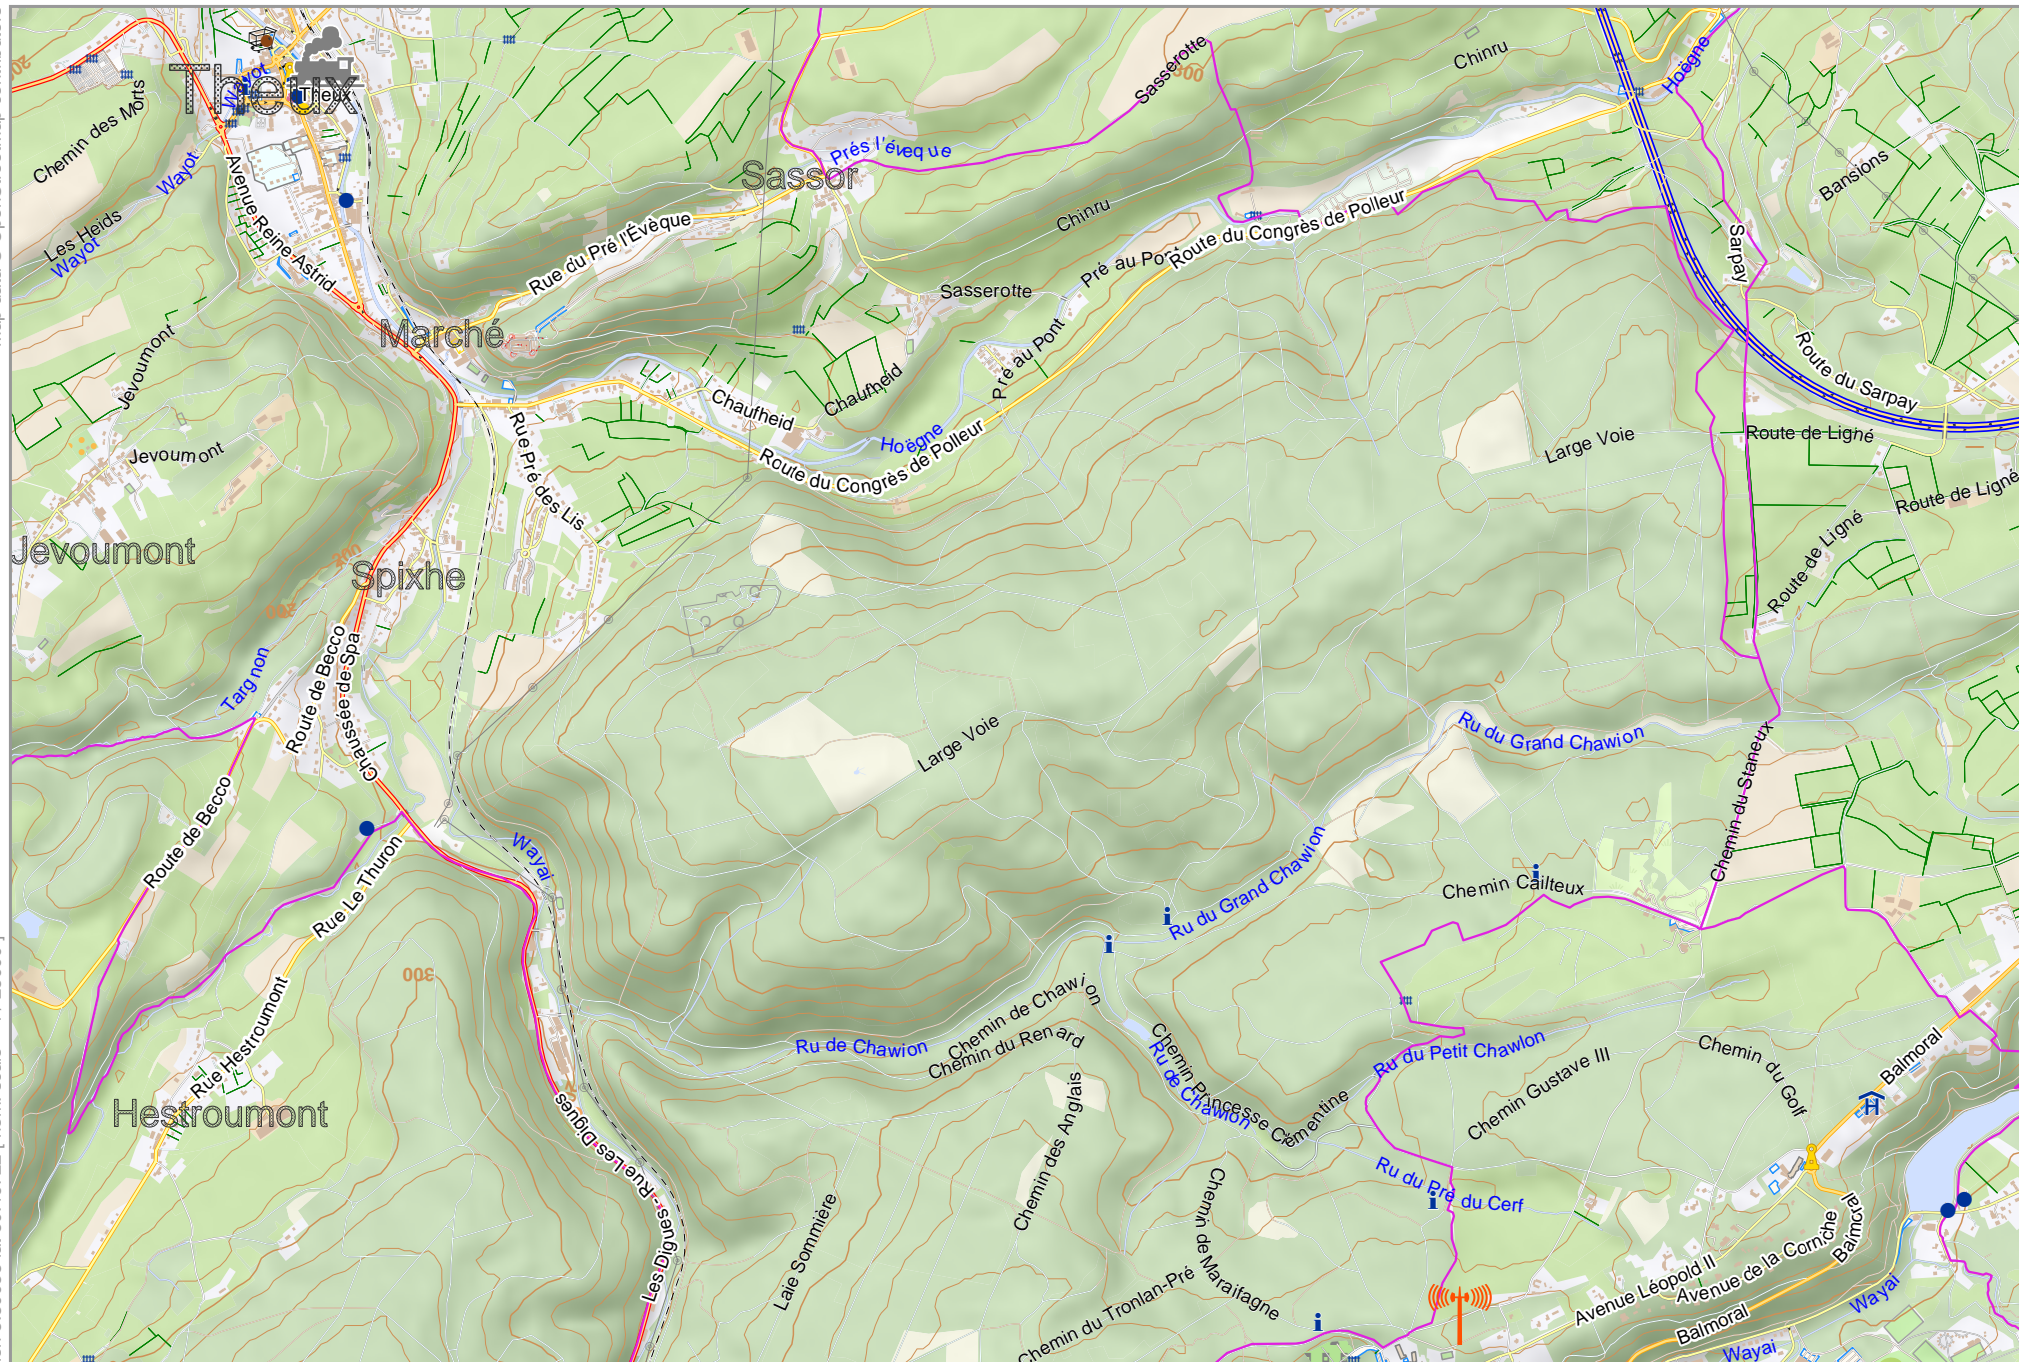 Theux
Theux
Wayot
Chemin des Morts
Wayot
Les Heids
Wayot
Avenue Reine Astrid
Sasserotte
300
Chinru
Hoëgne
Prés l'éveque
Sassor
Bansions
Rue du Pré l'Évèque
Chinru
Pré au Pont
Route du Congrès de Polleur
Sarpay
Sasserotte
Marché
Jevoumont
Pré au Pont
Route du Sarpay
Chaufheid
Chaufheid
Hoëgne
Route du Congrès de Polleur
Large Voie
Route de Ligné
Jevoumont
Rue Pré des Lis
Route de Ligné
Route de Ligné
Jevoumont
Spixhe
200
Targnon
Route de Becco
Chaussée de Spa
Large Voie
Ru du Grand Chawion
Chemin du Staneux
Route de Becco
Rue Le Thuron
Wayai
Ru du Grand Chawion
Chemin Cailteux
300
Rue Hestroumont
Hestroumont
Ru de Chawion
Chemin de Chawion
Chemin du Renard
Chemin Princesse Clémentine
Ru de Chawion
Ru du Petit Chawion
Chemin Gustave III
Chemin du Golf
Balmoral
H
Les Digues - Rue Les Digues
Laie Sommière
Chemin des Anglais
Chemin de Maraifagne
Chemin du Tronlan-Pré
Ru du Pré du Cerf
Avenue Léopold II
Avenue de la Corniche
Balmoral
Balmoral
Wayai
Wayai